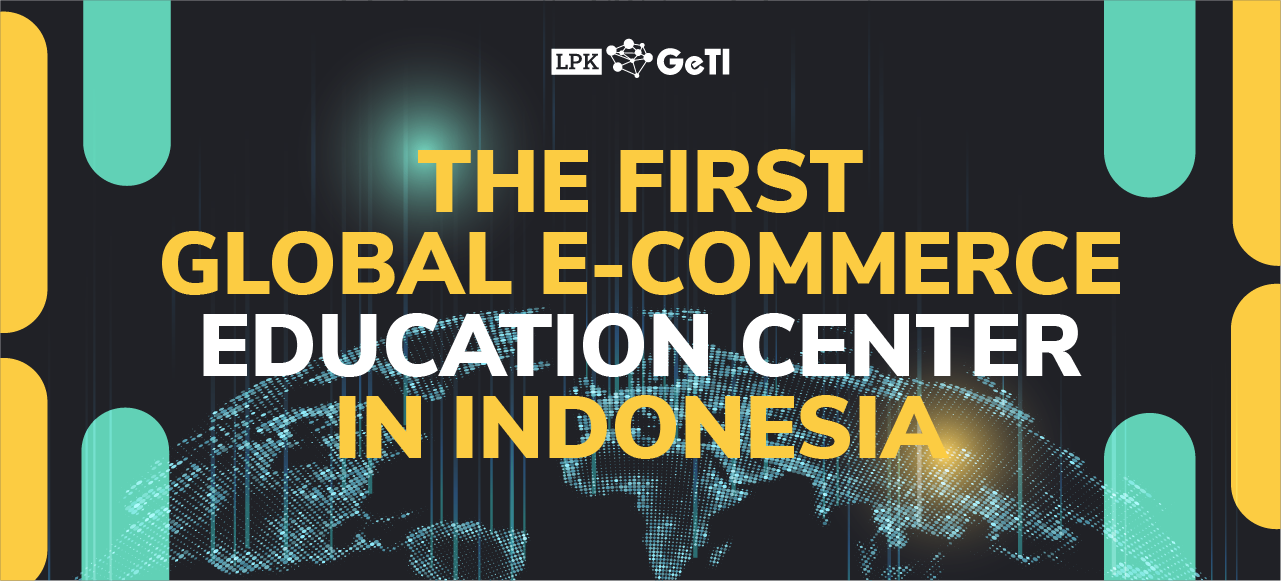 LPK GeTI
THE FIRST
GLOBAL E-COMMERCE
EDUCATION CENTER
IN INDONESIA